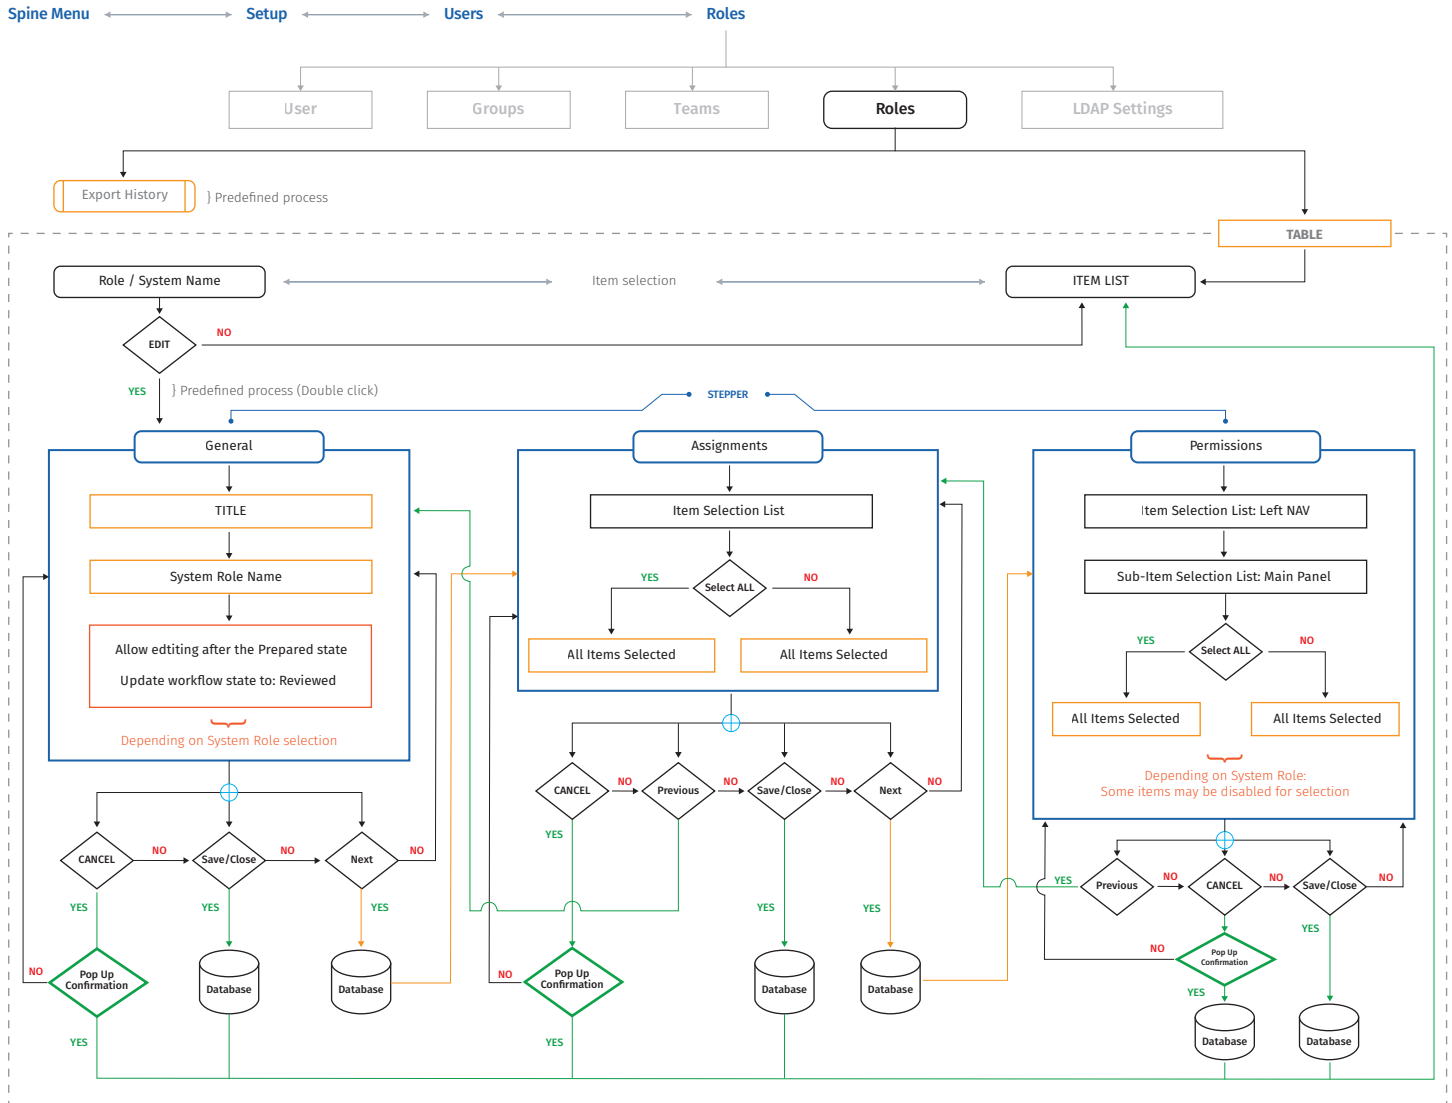 Spine Menu
Setup
Users
Roles
User
Groups
Teams
Roles
LDAP Settings
Export History
} Predefined process
TABLE
Role / System Name
Item selection
ITEM LIST
EDIT
NO
YES
} Predefined process (Double click)
STEPPER
General
Assignments
Permissions
TITLE
System Role Name
Allow editing after the Prepared state
Update workflow state to: Reviewed
Depending on System Role selection
Item Selection List
YES
Select ALL
NO
All Items Selected
All Items Selected
Item Selection List: Left NAV
Sub-Item Selection List: Main Panel
YES
Select ALL
NO
All Items Selected
All Items Selected
Depending on System Role:
Some items may be disabled for selection
CANCEL
NO
Save/Close
NO
Next
NO
YES
YES
YES
NO
Pop Up
Confirmation
Database
Database
YES
CANCEL
NO
Previous
NO
Save/Close
NO
Next
NO
YES
YES
YES
NO
Pop Up
Confirmation
Database
Database
YES
YES
Previous
NO
CANCEL
NO
Save/Close
NO
YES
NO
Pop Up
Confirmation
YES
Database
Database